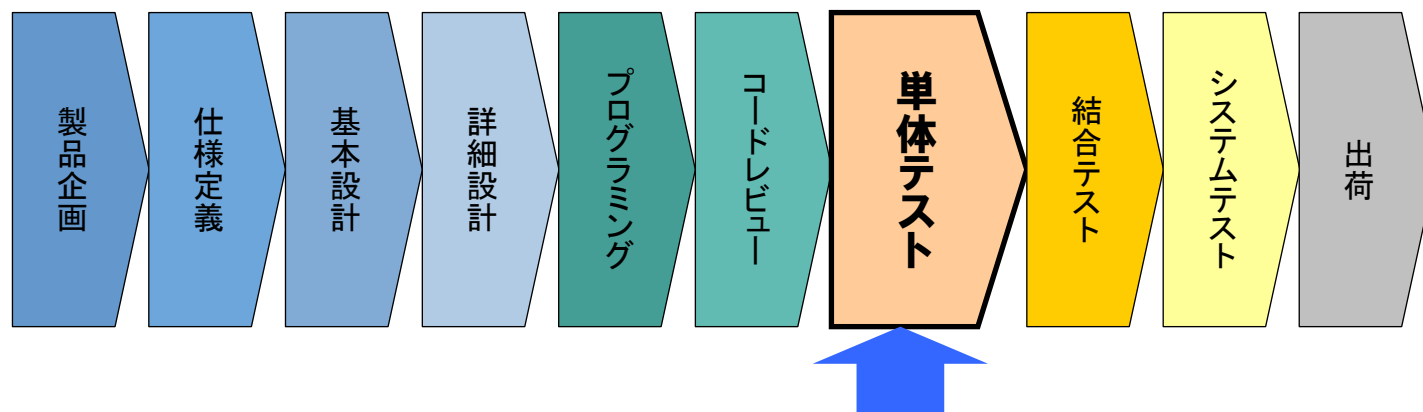 製品企画
仕様定義
基本設計
詳細設計
プログラミング
コードレビュー
単体テスト
結合テスト
システムテスト
出荷